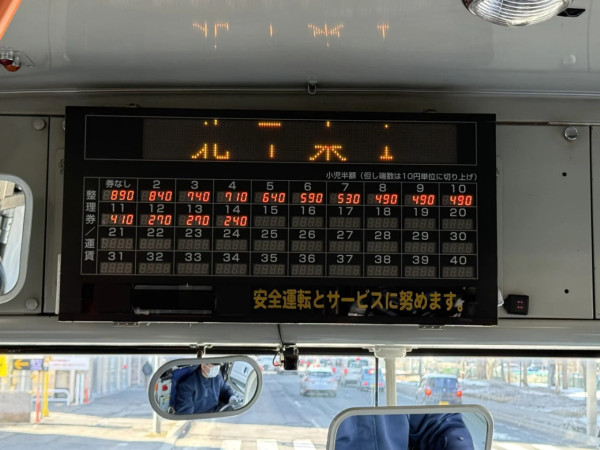 小児半額（但し端数は10円単位に切り上げ）
整理券／運賃
券なし 2 3 4 5 6 7 8 9 10
890 840 740 710 640 590 530 490 490 490
11 12 13 14 15 16 17 18 19 20
410 270 270 240
21 22 23 24 25 26 27 28 29 30
31 32 33 34 35 36 37 38 39 40
安全運転とサービスに努めます。